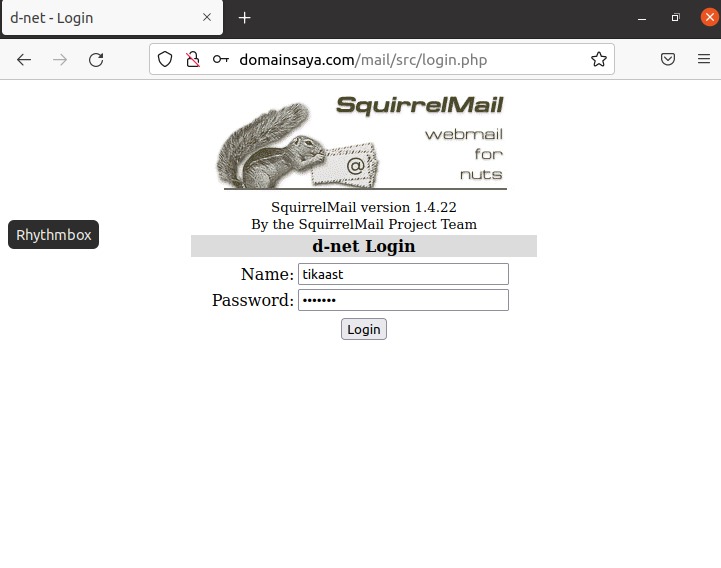 d-net - Login
domainsaya.com/mail/src/login.php
SquirrelMail
webmail
for
nuts
@
SquirrelMail version 1.4.22
By the SquirrelMail Project Team
d-net Login
Rhythmbox
Name: tikaast
Password: •••••••
Login